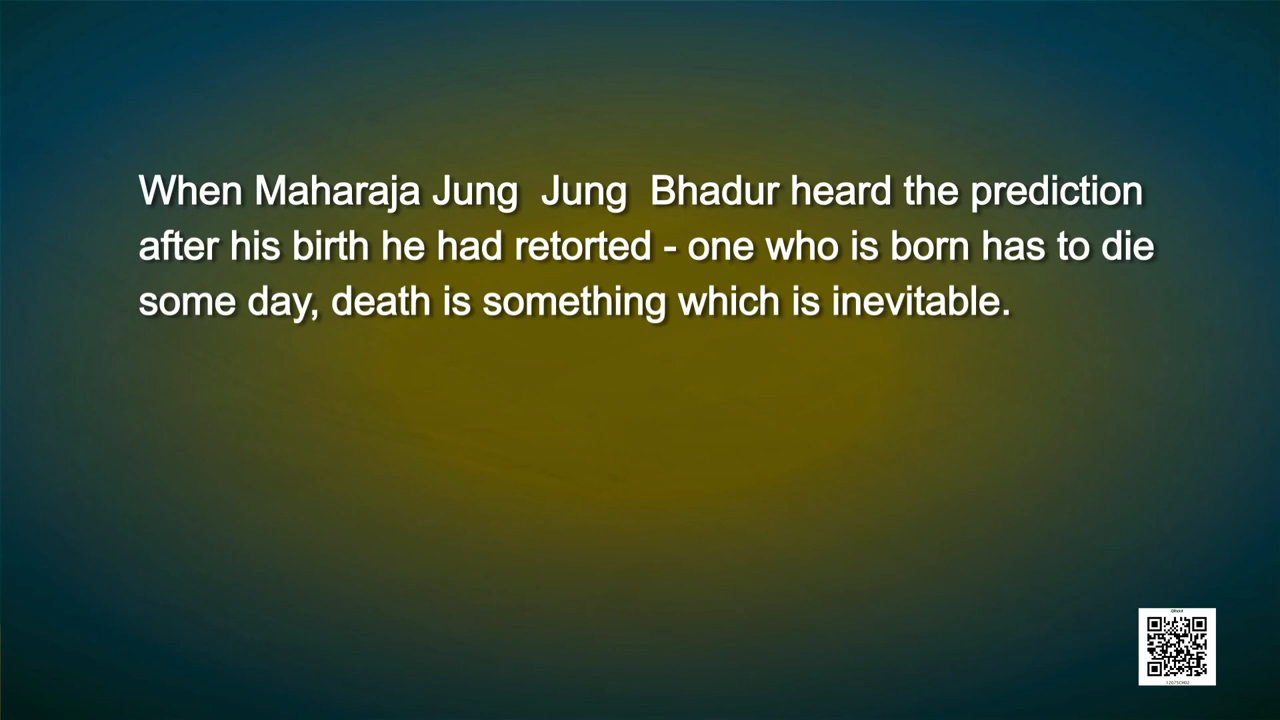 When Maharaja Jung  Jung  Bhadur heard the prediction
after his birth he had retorted - one who is born has to die
some day, death is something which is inevitable.